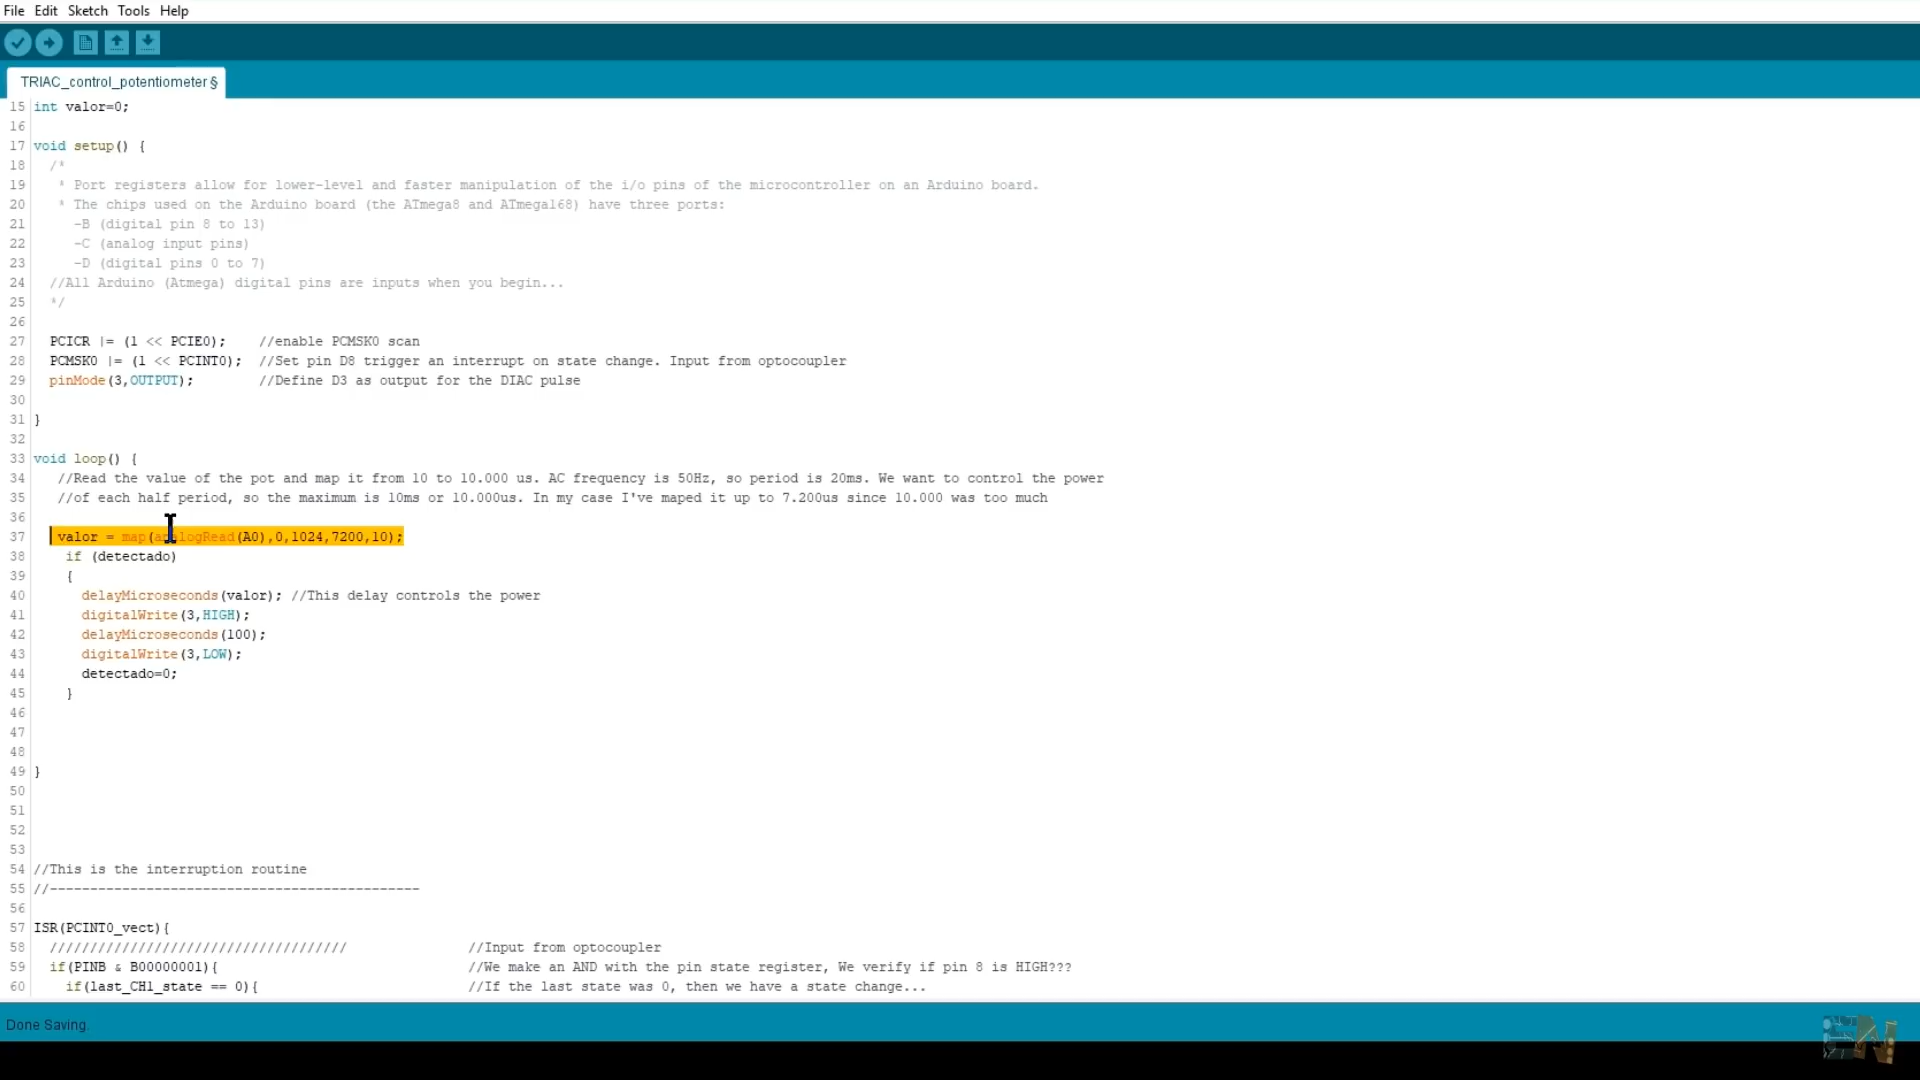 File Edit Sketch Tools Help
TRIAC_control_potentiometer §
15 int valor=0;
16
17 void setup() {
18 /*
19 * Port registers allow for lower-level and faster manipulation of the i/o pins of the microcontroller on an Arduino board.
20 * The chips used on the Arduino board (the ATmega8 and ATmega168) have three ports:
21 -B (digital pin 8 to 13)
22 -C (analog input pins)
23 -D (digital pins 0 to 7)
24 //All Arduino (Atmega) digital pins are inputs when you begin...
25 */
26
27 PCICR |= (1 << PCIE0); //enable PCMSK0 scan
28 PCMSK0 |= (1 << PCINT0); //Set pin D8 trigger an interrupt on state change. Input from optocoupler
29 pinMode(3,OUTPUT); //Define D3 as output for the DIAC pulse
30
31 }
32
33 void loop() {
34 //Read the value of the pot and map it from 10 to 10.000 us. AC frequency is 50Hz, so period is 20ms. We want to control the power
35 //of each half period, so the maximum is 10ms or 10.000us. In my case I've maped it up to 7.200us since 10.000 was too much
36
37 valor = map(analogRead(A0),0,1024,7200,10);
38 if (detectado)
39 {
40 delayMicroseconds(valor); //This delay controls the power
41 digitalWrite(3,HIGH);
42 delayMicroseconds(100);
43 digitalWrite(3,LOW);
44 detectado=0;
45 }
46
47
48
49 }
50
51
52
53
54 //This is the interruption routine
55 //----------------------------------------------
56
57 ISR(PCINT0_vect){
58 ///////////////////////////////////// //Input from optocoupler
59 if(PINB & B00000001){ //We make an AND with the pin state register, We verify if pin 8 is HIGH???
60 if(last_CH1_state == 0){ //If the last state was 0, then we have a state change...
Done Saving.
EN